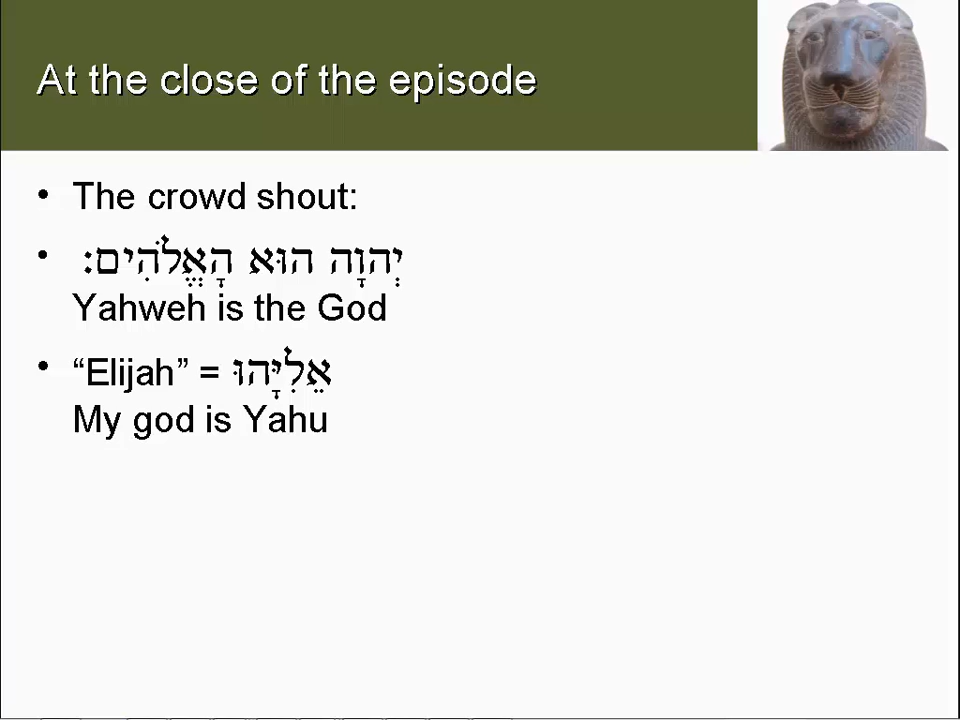 At the close of the episode
• The crowd shout:
• יְהוָה הוּא הָאֱלֹהִים׃
Yahweh is the God
• “Elijah” = אֵלִיָּהוּ
My god is Yahu